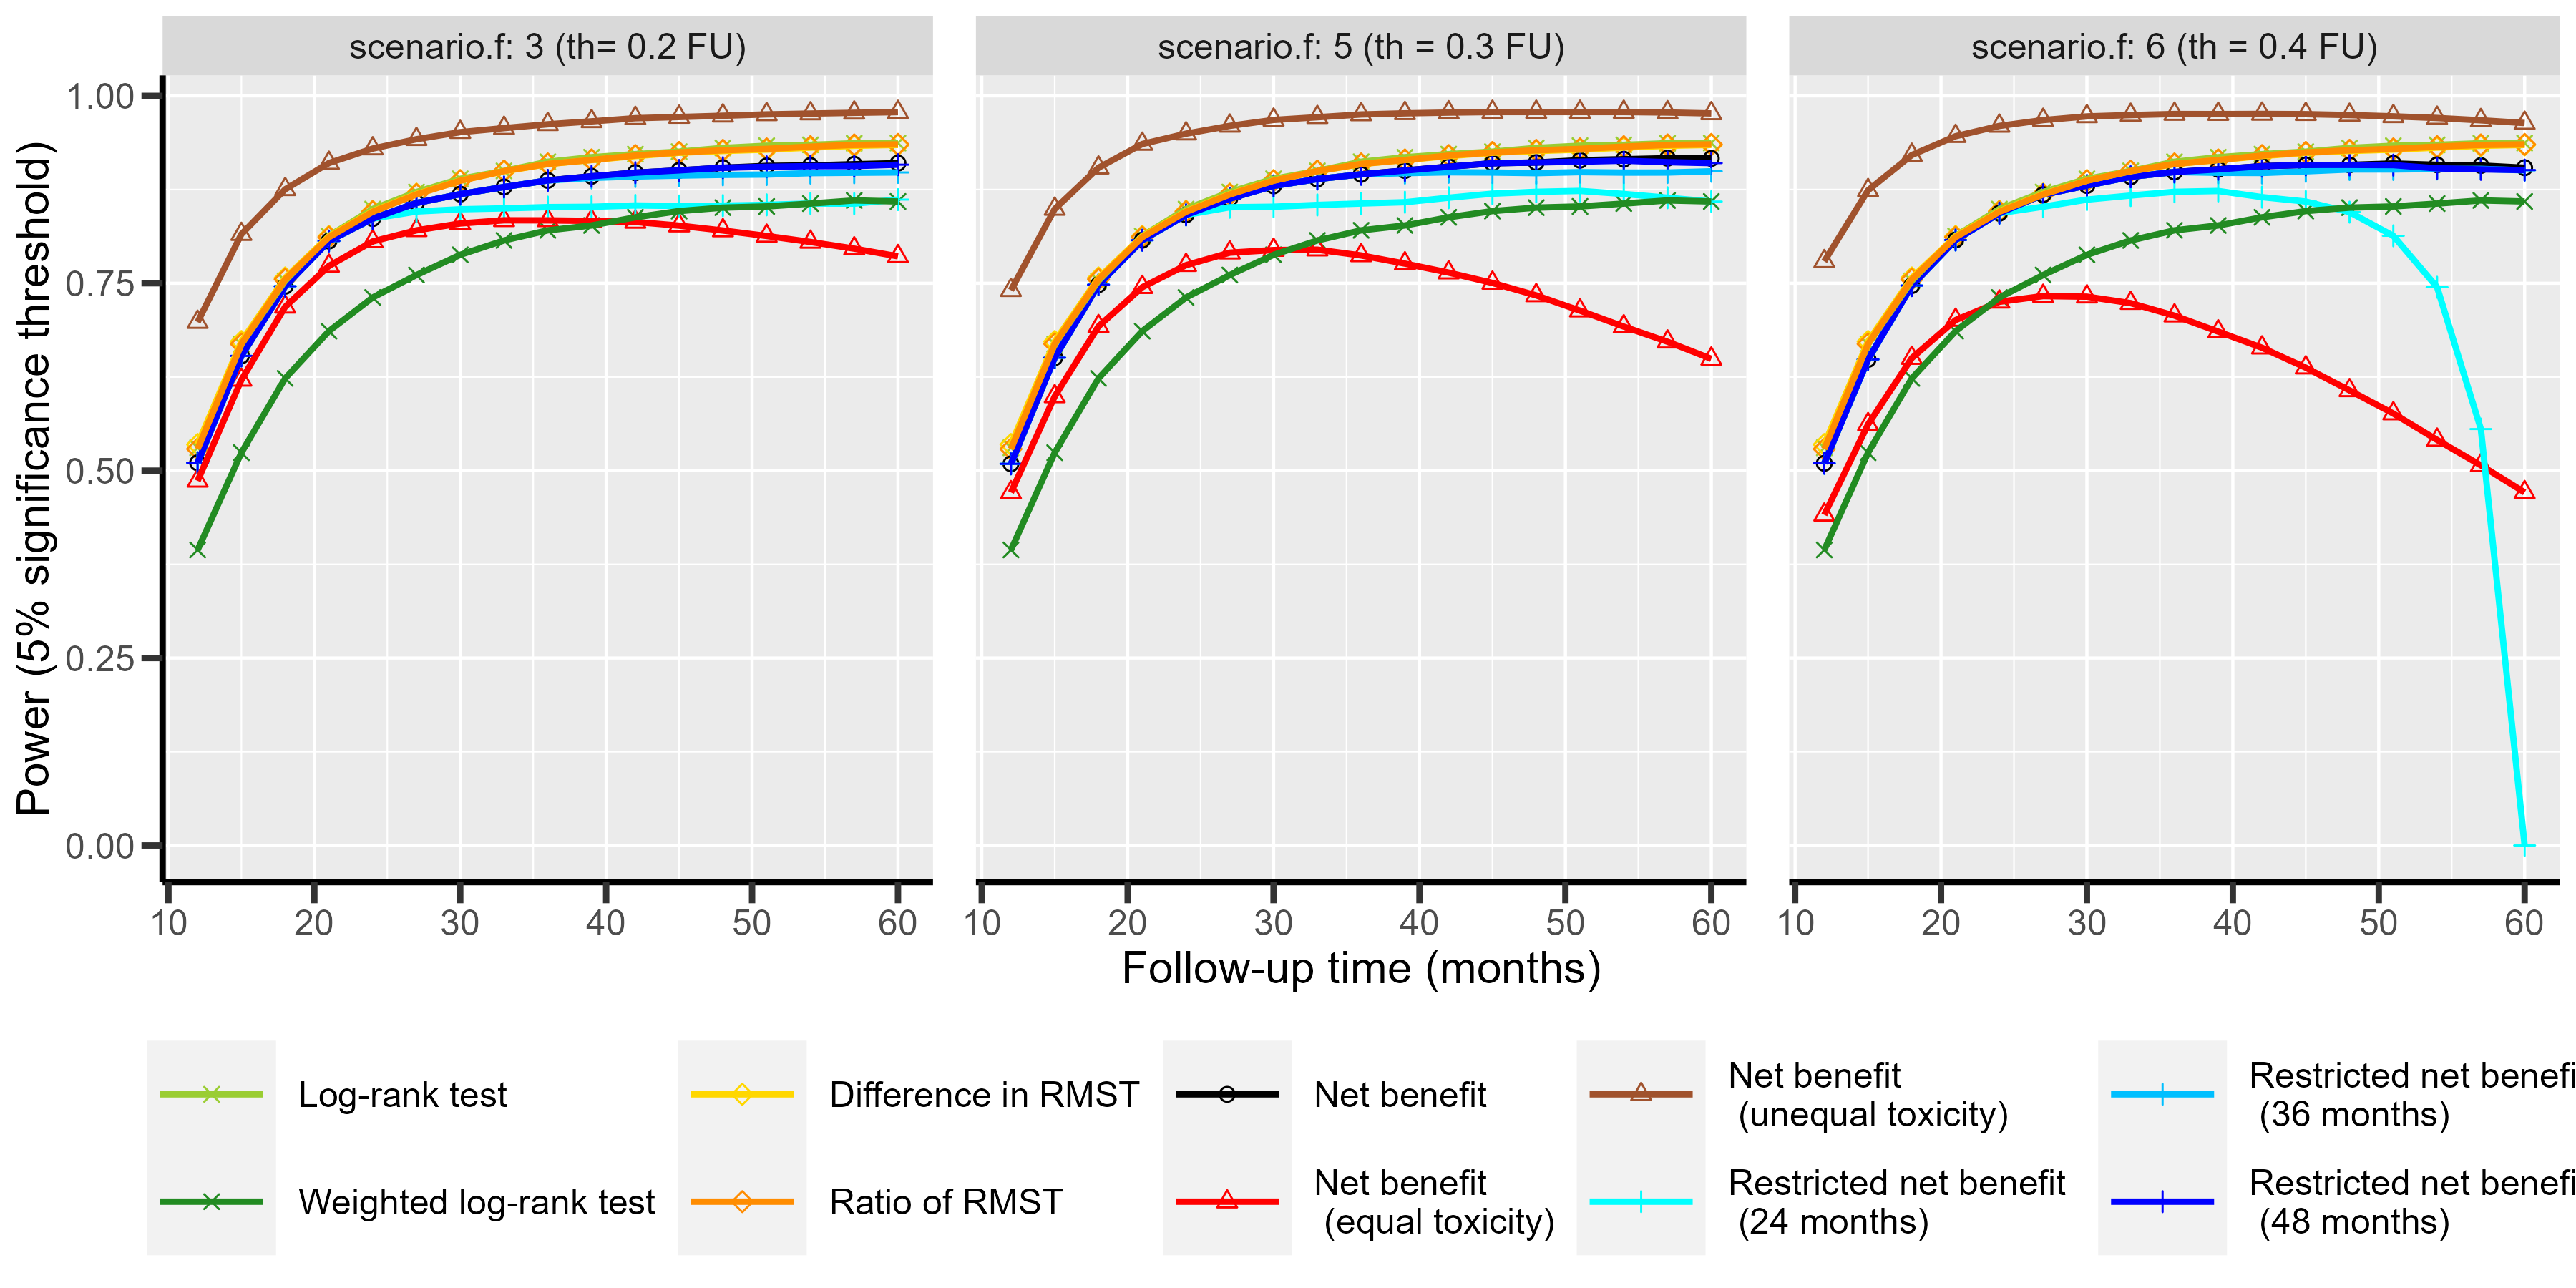 scenario.f: 3 (th= 0.2 FU)
scenario.f: 5 (th = 0.3 FU)
scenario.f: 6 (th = 0.4 FU)
Power (5% significance threshold)
1.00
0.75
0.50
0.25
0.00
10 20 30 40 50 60
10 20 30 40 50 60
10 20 30 40 50 60
Follow-up time (months)
Log-rank test
Weighted log-rank test
Difference in RMST
Ratio of RMST
Net benefit
Net benefit
(equal toxicity)
Net benefit
(unequal toxicity)
Restricted net benefit
(24 months)
Restricted net benefi
(36 months)
Restricted net benefi
(48 months)